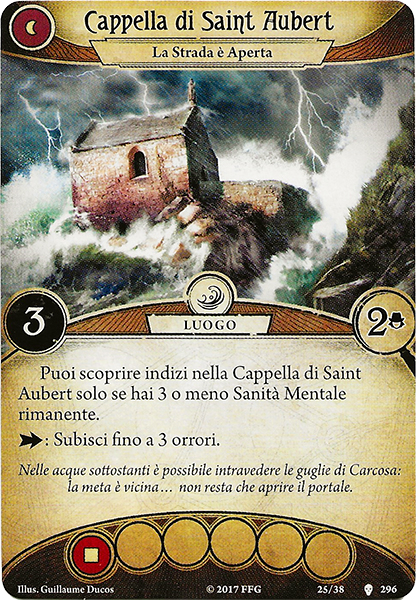 Cappella di Saint Aubert
La Strada è Aperta
3
LUOGO
2
Puoi scoprire indizi nella Cappella di Saint
Aubert solo se hai 3 o meno Sanità Mentale
rimanente.
: Subisci fino a 3 orrori.
Nelle acque sottostanti è possibile intravedere le guglie di Carcosa:
la meta è vicina… non resta che aprire il portale.
Illus. Guillaume Ducos
© 2017 FFG
25/38
296